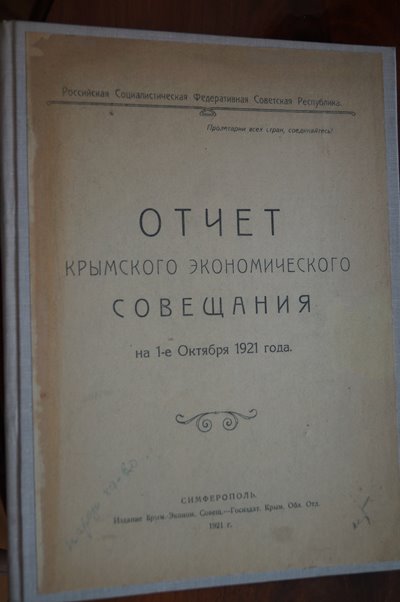 Российская Социалистическая Федеративная Советская Республика.
Пролетарии всех стран, соединяйтесь!
ОТЧЕТ
КРЫМСКОГО ЭКОНОМИЧЕСКОГО
СОВЕЩАНИЯ
на 1-е Октября 1921 года.
СИМФЕРОПОЛЬ.
Издание Крым. Эконом. Совещ.—Госиздат. Крым. Обл. Отд.
1921 г.